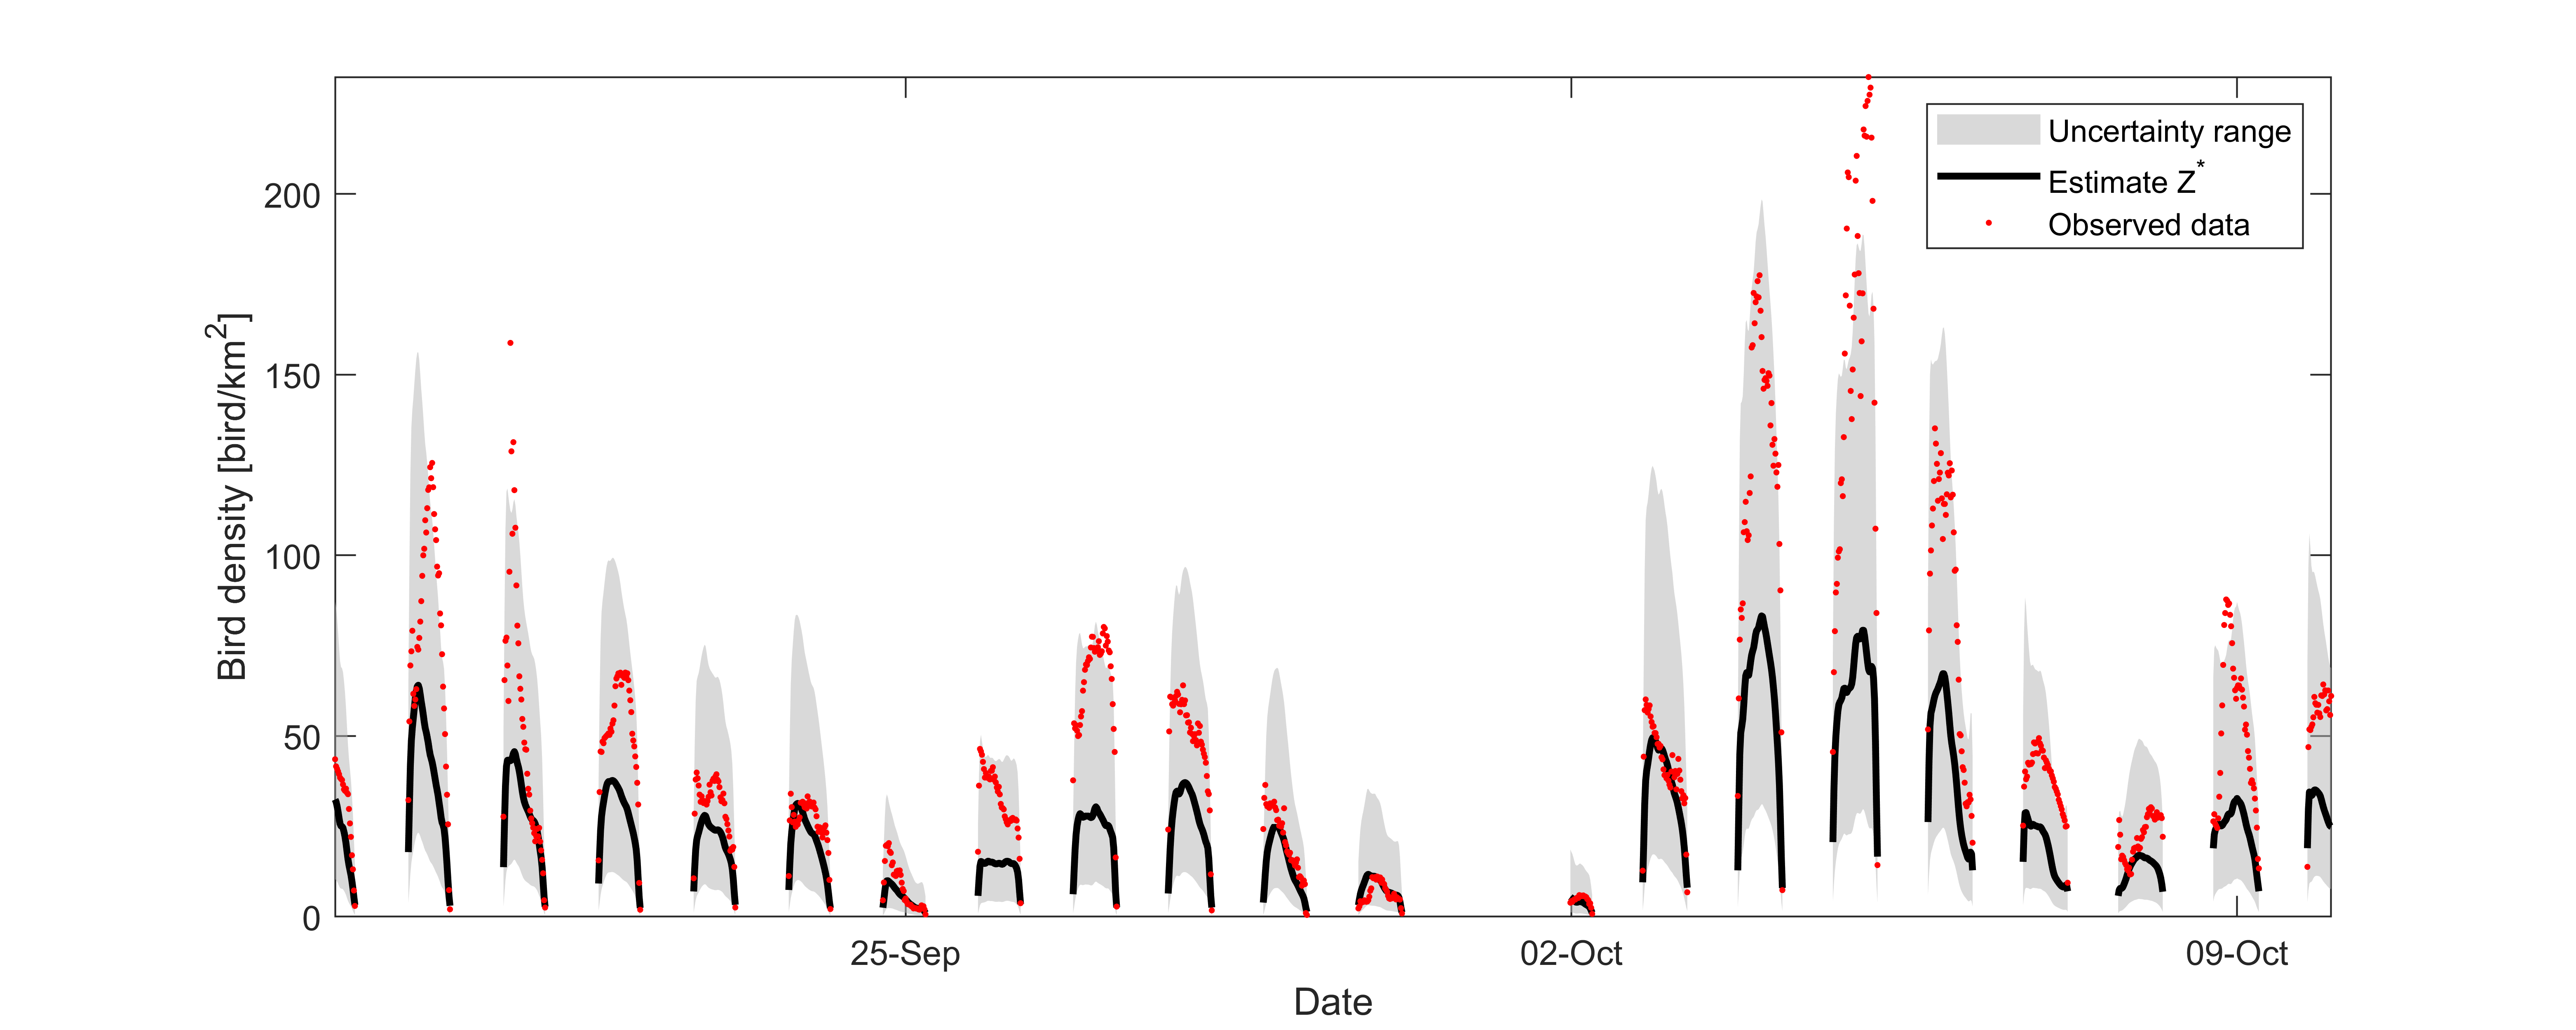 Uncertainty range
Estimate Z*
Observed data
200
150
100
50
0
Bird density [bird/km²]
25-Sep
02-Oct
09-Oct
Date